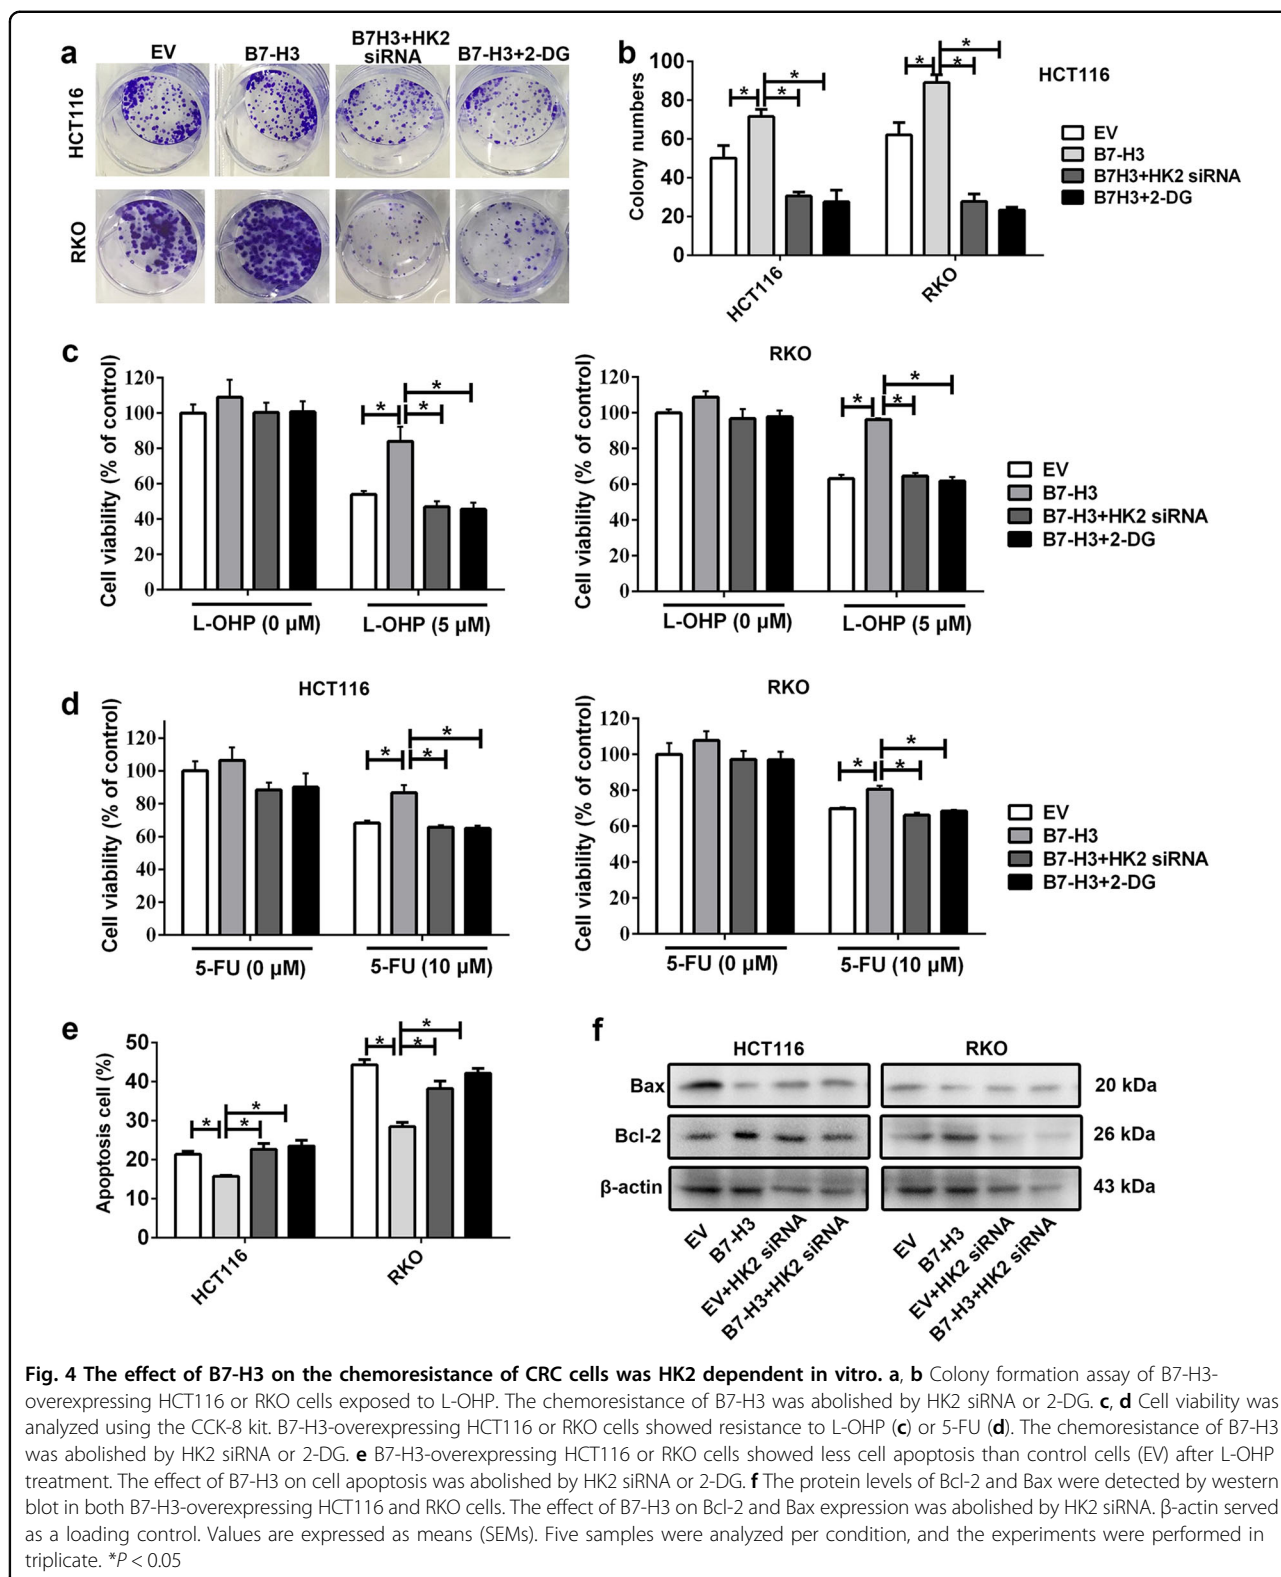 a
EV
B7-H3
B7H3+HK2
siRNA
B7-H3+2-DG
HCT116
RKO
b
Colony numbers
100
80
60
40
20
0
* * * * * *
HCT116
RKO
HCT116
EV
B7-H3
B7H3+HK2 siRNA
B7H3+2-DG
c
Cell viability (% of control)
120
100
80
60
40
20
0
* * *
L-OHP (0 μM)
L-OHP (5 μM)
RKO
Cell viability (% of control)
120
100
80
60
40
20
0
* * *
L-OHP (0 μM)
L-OHP (5 μM)
EV
B7-H3
B7-H3+HK2 siRNA
B7-H3+2-DG
d
HCT116
Cell viability (% of control)
120
100
80
60
40
20
0
* * *
5-FU (0 μM)
5-FU (10 μM)
RKO
Cell viability (% of control)
120
100
80
60
40
20
0
* * *
5-FU (0 μM)
5-FU (10 μM)
EV
B7-H3
B7-H3+HK2 siRNA
B7-H3+2-DG
e
Apoptosis cell (%)
50
40
30
20
10
0
* * * * * *
HCT116
RKO
f
HCT116
RKO
Bax
20 kDa
Bcl-2
26 kDa
β-actin
43 kDa
EV
B7-H3
EV+HK2 siRNA
B7-H3+HK2 siRNA
EV
B7-H3
EV+HK2 siRNA
B7-H3+HK2 siRNA
Fig. 4 The effect of B7-H3 on the chemoresistance of CRC cells was HK2 dependent in vitro. a, b Colony formation assay of B7-H3-
overexpressing HCT116 or RKO cells exposed to L-OHP. The chemoresistance of B7-H3 was abolished by HK2 siRNA or 2-DG. c, d Cell viability was
analyzed using the CCK-8 kit. B7-H3-overexpressing HCT116 or RKO cells showed resistance to L-OHP (c) or 5-FU (d). The chemoresistance of B7-H3
was abolished by HK2 siRNA or 2-DG. e B7-H3-overexpressing HCT116 or RKO cells showed less cell apoptosis than control cells (EV) after L-OHP
treatment. The effect of B7-H3 on cell apoptosis was abolished by HK2 siRNA or 2-DG. f The protein levels of Bcl-2 and Bax were detected by western
blot in both B7-H3-overexpressing HCT116 and RKO cells. The effect of B7-H3 on Bcl-2 and Bax expression was abolished by HK2 siRNA. β-actin served
as a loading control. Values are expressed as means (SEMs). Five samples were analyzed per condition, and the experiments were performed in
triplicate. *P < 0.05